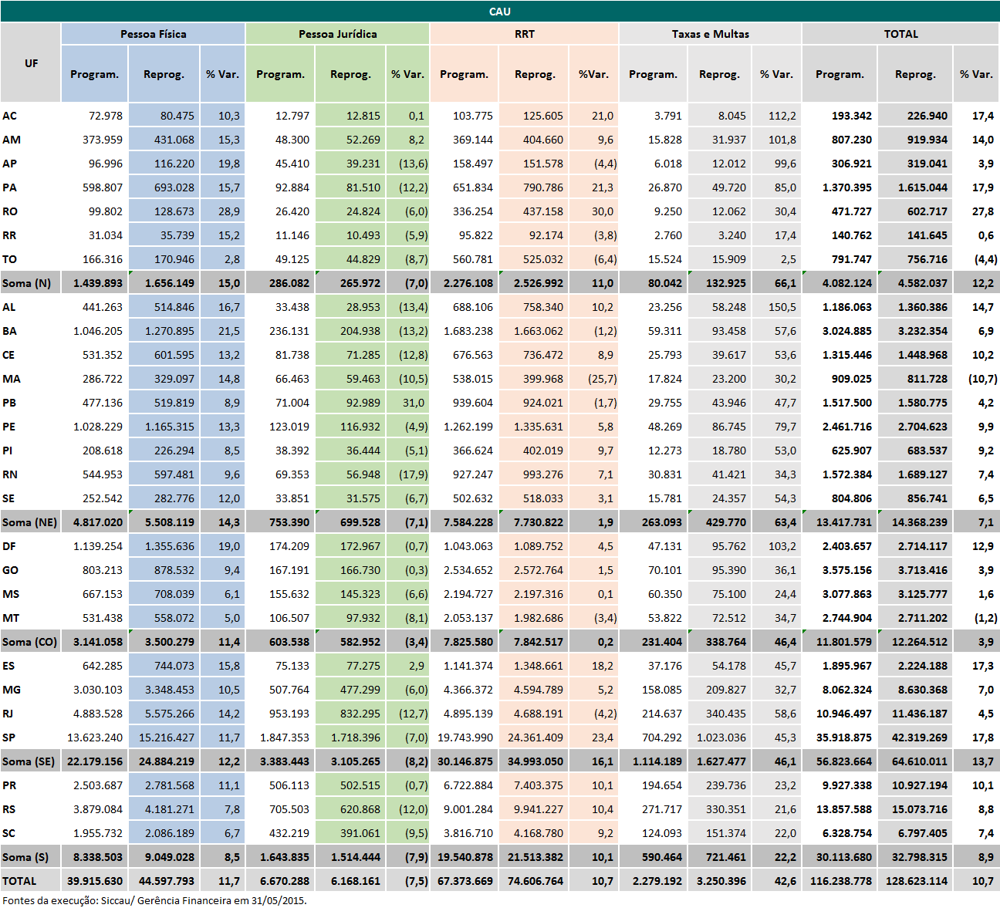 CAU
UF Pessoa Física Pessoa Jurídica RRT Taxas e Multas TOTAL
Program. Reprog. % Var. Program. Reprog. % Var. Program. Reprog. %Var. Program. Reprog. % Var. Program. Reprog. % Var.
AC 72.978 80.475 10,3 12.797 12.815 0,1 103.775 125.605 21,0 3.791 8.045 112,2 193.342 226.940 17,4
AM 373.959 431.068 15,3 48.300 52.269 8,2 369.144 404.660 9,6 15.828 31.937 101,8 807.230 919.934 14,0
AP 96.996 116.220 19,8 45.410 39.231 (13,6) 158.497 151.578 (4,4) 6.018 12.012 99,6 306.921 319.041 3,9
PA 598.807 693.028 15,7 92.884 81.510 (12,2) 651.834 790.786 21,3 26.870 49.720 85,0 1.370.395 1.615.044 17,9
RO 99.802 128.673 28,9 26.420 24.824 (6,0) 336.254 437.158 30,0 9.250 12.062 30,4 471.727 602.717 27,8
RR 31.034 35.739 15,2 11.146 10.493 (5,9) 95.822 92.174 (3,8) 2.760 3.240 17,4 140.762 141.645 0,6
TO 166.316 170.946 2,8 49.125 44.829 (8,7) 560.781 525.032 (6,4) 15.524 15.909 2,5 791.747 756.716 (4,4)
Soma (N) 1.439.893 1.656.149 15,0 286.082 265.972 (7,0) 2.276.108 2.526.992 11,0 80.042 132.925 66,1 4.082.124 4.582.037 12,2
AL 441.263 514.846 16,7 33.438 28.953 (13,4) 688.106 758.340 10,2 23.256 58.248 150,5 1.186.063 1.360.386 14,7
BA 1.046.205 1.270.895 21,5 236.131 204.938 (13,2) 1.683.238 1.663.062 (1,2) 59.311 93.458 57,6 3.024.885 3.232.354 6,9
CE 531.352 601.595 13,2 81.738 71.285 (12,8) 676.563 736.472 8,9 25.793 39.617 53,6 1.315.446 1.448.968 10,2
MA 286.722 329.097 14,8 66.463 59.463 (10,5) 538.015 399.968 (25,7) 17.824 23.200 30,2 909.025 811.728 (10,7)
PB 477.136 519.819 8,9 71.004 92.989 31,0 939.604 924.021 (1,7) 29.755 43.946 47,7 1.517.500 1.580.775 4,2
PE 1.028.229 1.165.315 13,3 123.019 116.932 (4,9) 1.262.199 1.335.631 5,8 48.269 86.745 79,7 2.461.716 2.704.623 9,9
PI 208.618 226.294 8,5 38.392 36.444 (5,1) 366.624 402.019 9,7 12.273 18.780 53,0 625.907 683.537 9,2
RN 544.953 597.481 9,6 69.353 56.948 (17,9) 927.247 993.276 7,1 30.831 41.421 34,3 1.572.384 1.689.127 7,4
SE 252.542 282.776 12,0 33.851 31.575 (6,7) 502.632 518.033 3,1 15.781 24.357 54,3 804.806 856.741 6,5
Soma (NE) 4.817.020 5.508.119 14,3 753.390 699.528 (7,1) 7.584.228 7.730.822 1,9 263.093 429.770 63,4 13.417.731 14.368.239 7,1
DF 1.139.254 1.355.636 19,0 174.209 172.967 (0,7) 1.043.063 1.089.752 4,5 47.131 95.762 103,2 2.403.657 2.714.117 12,9
GO 803.213 878.532 9,4 167.191 166.730 (0,3) 2.534.652 2.572.764 1,5 70.101 95.390 36,1 3.575.156 3.713.416 3,9
MS 667.153 708.039 6,1 155.632 145.323 (6,6) 2.194.727 2.197.316 0,1 60.350 75.100 24,4 3.077.863 3.125.777 1,6
MT 531.438 558.072 5,0 106.507 97.932 (8,1) 2.053.137 1.982.686 (3,4) 53.822 72.512 34,7 2.744.904 2.711.202 (1,2)
Soma (CO) 3.141.058 3.500.279 11,4 603.538 582.952 (3,4) 7.825.580 7.842.517 0,2 231.404 338.764 46,4 11.801.579 12.264.512 3,9
ES 642.285 744.073 15,8 75.133 77.275 2,9 1.141.374 1.348.661 18,2 37.176 54.178 45,7 1.895.967 2.224.188 17,3
MG 3.030.103 3.348.453 10,5 507.764 477.299 (6,0) 4.366.372 4.594.789 5,2 158.085 209.827 32,7 8.062.324 8.630.368 7,0
RJ 4.883.528 5.575.266 14,2 953.193 832.295 (12,7) 4.895.139 4.688.191 (4,2) 214.637 340.435 58,6 10.946.497 11.436.187 4,5
SP 13.623.240 15.216.427 11,7 1.847.353 1.718.396 (7,0) 19.743.990 24.361.409 23,4 704.292 1.023.036 45,3 35.918.875 42.319.269 17,8
Soma (SE) 22.179.156 24.884.219 12,2 3.383.443 3.105.265 (8,2) 30.146.875 34.993.050 16,1 1.114.189 1.627.477 46,1 56.823.664 64.610.011 13,7
PR 2.503.687 2.781.568 11,1 506.113 502.515 (0,7) 6.722.884 7.403.375 10,1 194.654 239.736 23,2 9.927.338 10.927.194 10,1
RS 3.879.084 4.181.271 7,8 705.503 620.868 (12,0) 9.001.284 9.941.227 10,4 271.717 330.351 21,6 13.857.588 15.073.716 8,8
SC 1.955.732 2.086.189 6,7 432.219 391.061 (9,5) 3.816.710 4.168.780 9,2 124.093 151.374 22,0 6.328.754 6.797.405 7,4
Soma (S) 8.338.503 9.049.028 8,5 1.643.835 1.514.444 (7,9) 19.540.878 21.513.382 10,1 590.464 721.461 22,2 30.113.680 32.798.315 8,9
TOTAL 39.915.630 44.597.793 11,7 6.670.288 6.168.161 (7,5) 67.373.669 74.606.764 10,7 2.279.192 3.250.396 42,6 116.238.778 128.623.114 10,7
Fontes da execução: Siccau/ Gerência Financeira em 31/05/2015.